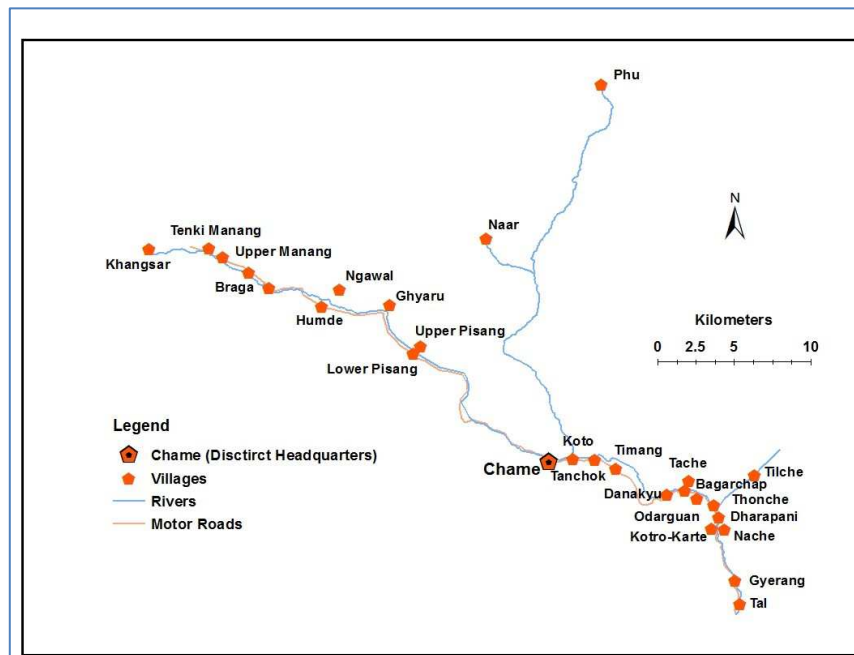 Phu
N
Naar
Tenki Manang
Upper Manang
Khangsar
Ngawal
Braga
Ghyaru
Humde
Kilometers
Upper Pisang
0 2.5 5 10
Lower Pisang
Legend
Chame (Disctirct Headquarters)
Koto
Timang
Chame
Tanchok
Tache
Tilche
Villages
Bagarchap
Danakyu
Thonche
Rivers
Odarguan
Dharapani
Motor Roads
Kotro-Karte
Nache
Gyerang
Tal